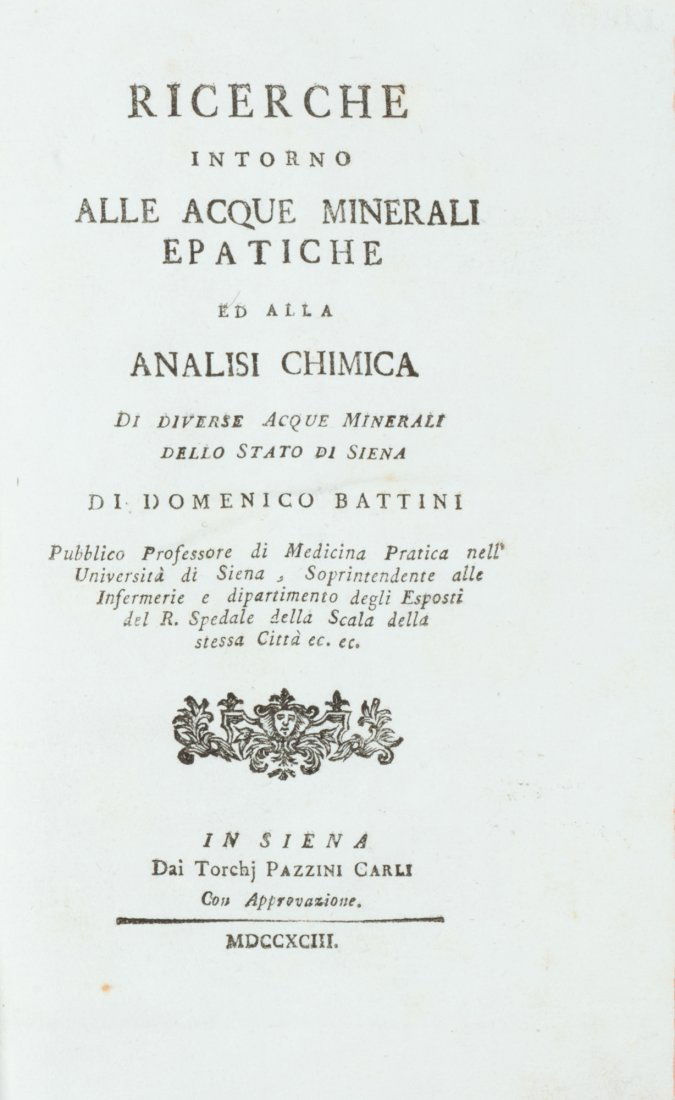 RICERCHE
INTORNO
ALLE ACQUE MINERALI
EPATICHE
ED ALLA
ANALISI CHIMICA
DI DIVERSE ACQUE MINERALI
DELLO STATO DI SIENA
DI DOMENICO BATTINI
Pubblico Professore di Medicina Pratica nell'
Università di Siena, Soprintendente alle
Infermerie e dipartimento degli Esposti
del R. Spedale della Scala della
stessa Città ec. ec.
IN SIENA
Dai Torchj PAZZINI CARLI
Con Approvazione.
MDCCXCIII.